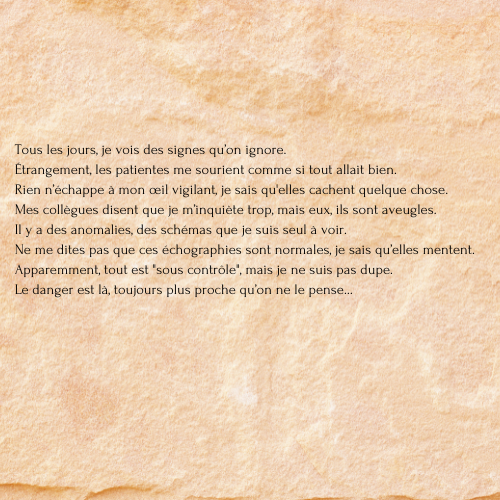 Tous les jours, je vois des signes qu'on ignore.
Étrangement, les patientes me sourient comme si tout allait bien.
Rien n'échappe à mon œil vigilant, je sais qu'elles cachent quelque chose.
Mes collègues disent que je m'inquiète trop, mais eux, ils sont aveugles.
Il y a des anomalies, des schémas que je suis seul à voir.
Ne me dites pas que ces échographies sont normales, je sais qu'elles mentent.
Apparemment, tout est "sous contrôle", mais je ne suis pas dupe.
Le danger est là, toujours plus proche qu'on ne le pense...